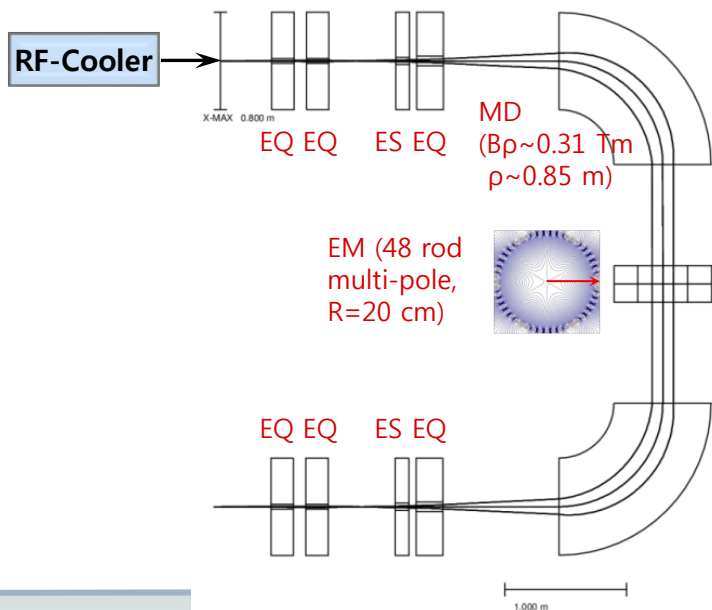 RF-Cooler
X-MAX 0.800 m
EQ EQ ES EQ
MD
(Bρ~0.31 Tm
ρ~0.85 m)
EM (48 rod
multi-pole,
R=20 cm)
EQ EQ ES EQ
1.000 m